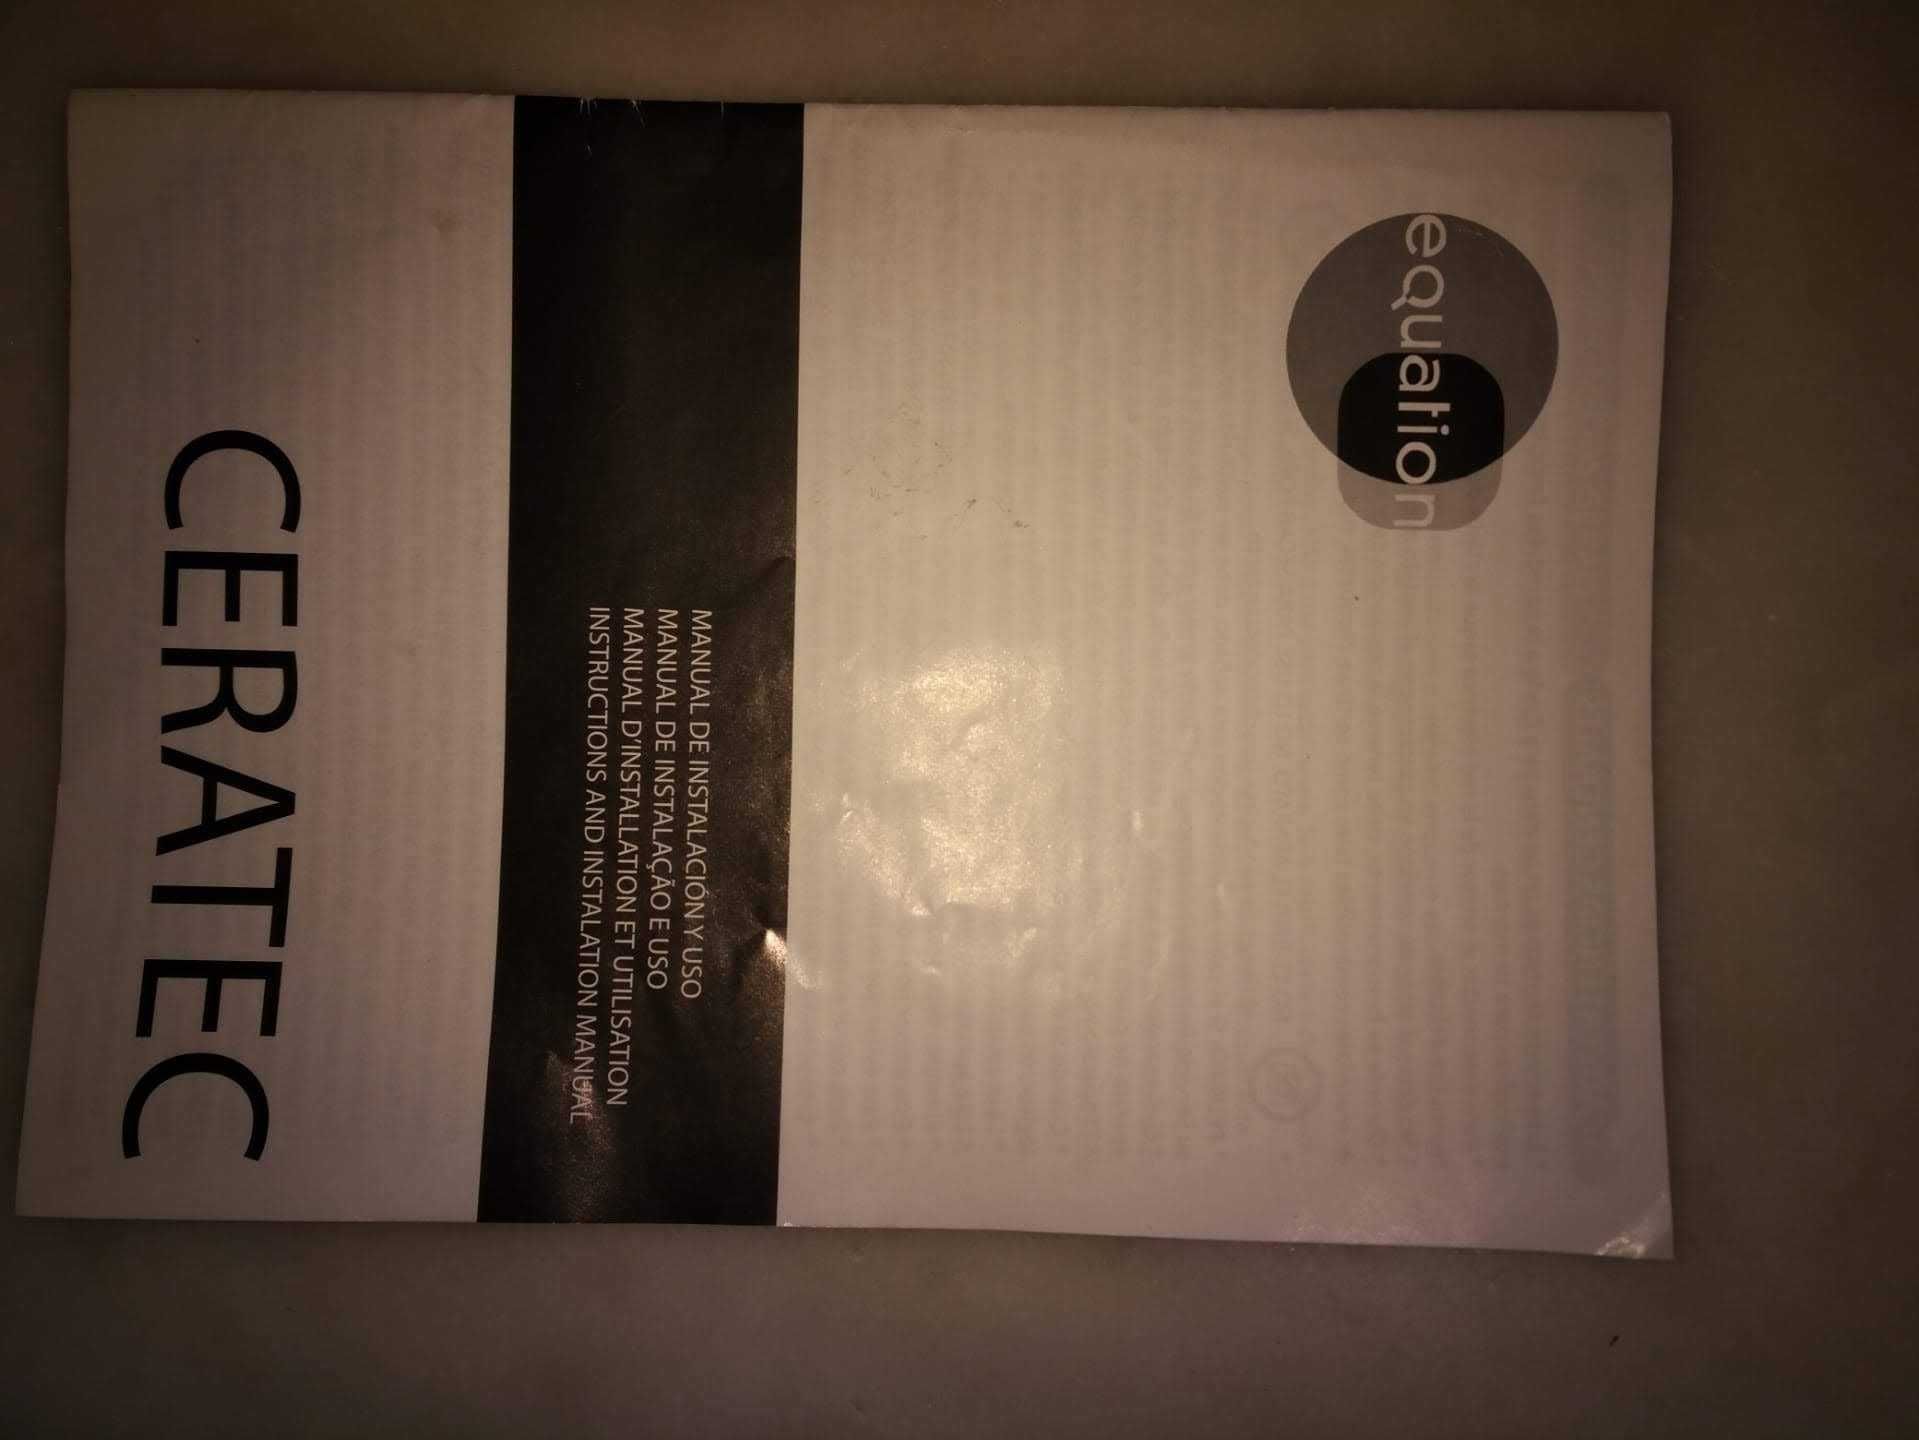 equation
MANUAL DE INSTALACIÓN Y USO
MANUAL DE INSTALAÇÃO E USO
MANUAL D'INSTALLATION ET UTILISATION
INSTRUCTIONS AND INSTALATION MANUAL
CERATEC